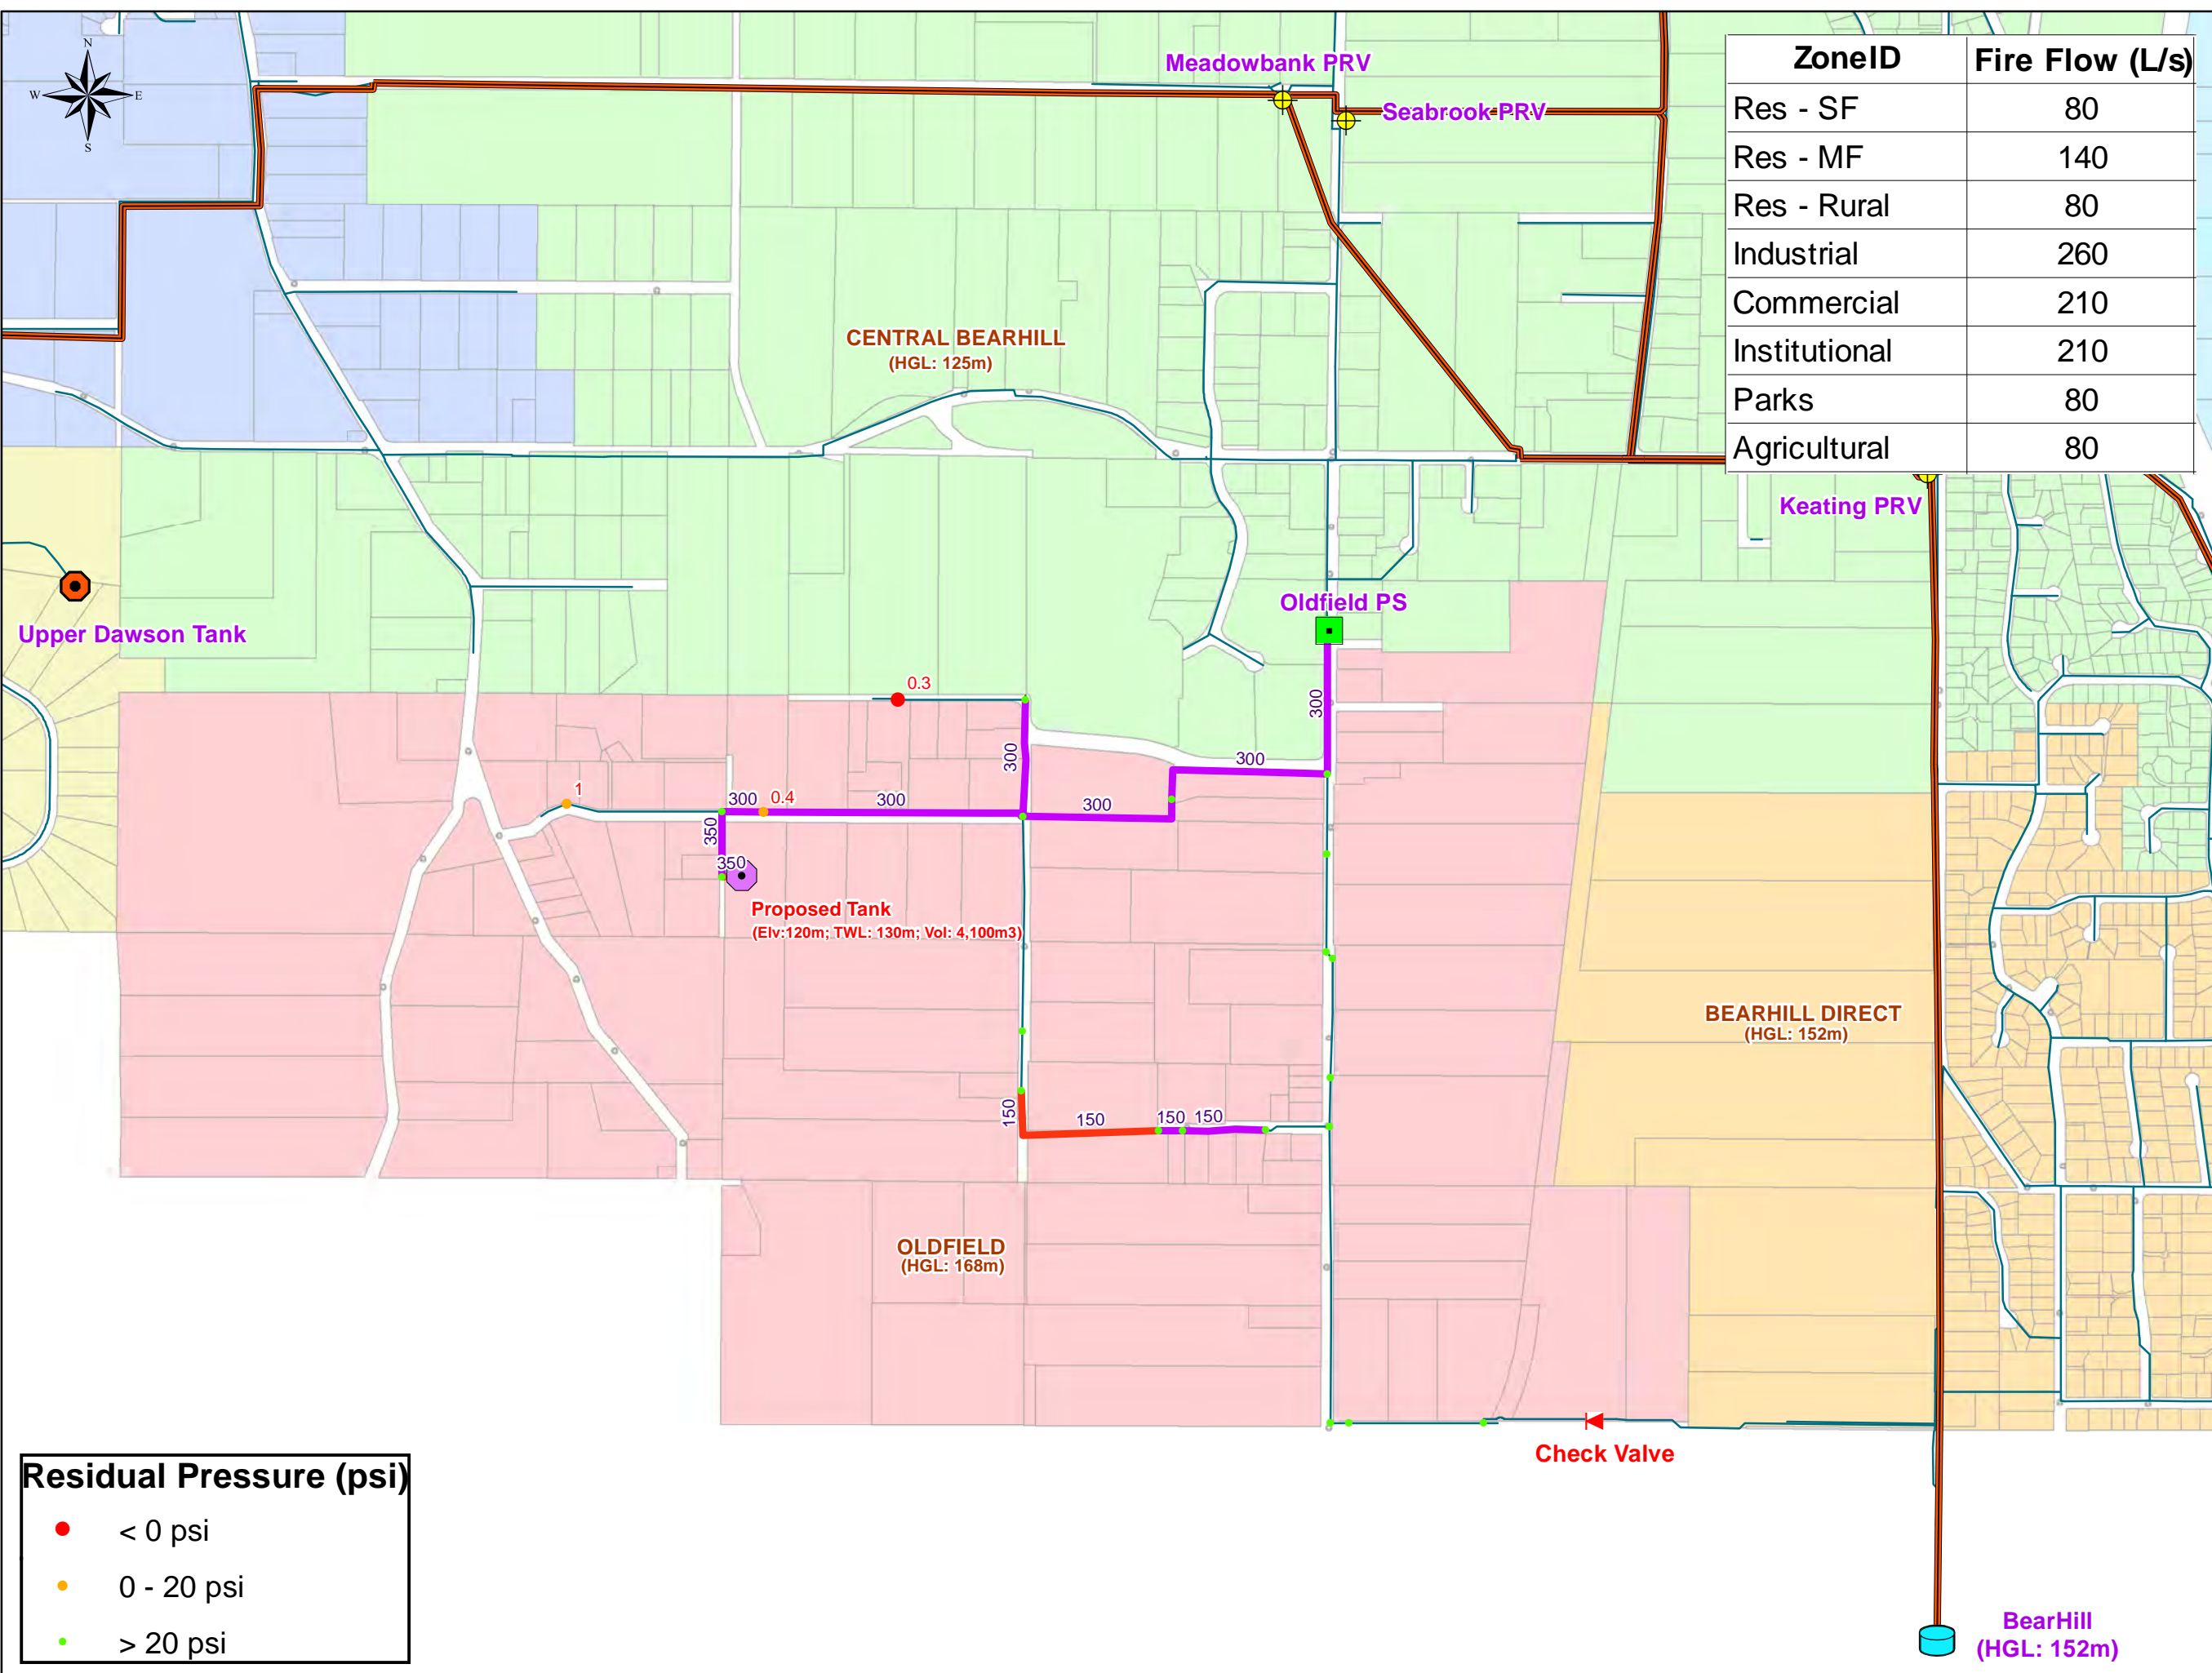 N
W
E
S
Meadowbank PRV
Seabrook PRV
ZoneID Fire Flow (L/s)
Res - SF 80
Res - MF 140
Res - Rural 80
Industrial 260
Commercial 210
Institutional 210
Parks 80
Agricultural 80
CENTRAL BEARHILL
(HGL: 125m)
Keating PRV
Upper Dawson Tank
Oldfield PS
0.3
300
300
300
1
300
0.4
300
300
350
350
Proposed Tank
(Elv:120m; TWL: 130m; Vol: 4,100m3)
BEARHILL DIRECT
(HGL: 152m)
150
150
150
150
OLDFIELD
(HGL: 168m)
Check Valve
Residual Pressure (psi)
< 0 psi
0 - 20 psi
> 20 psi
BearHill
(HGL: 152m)